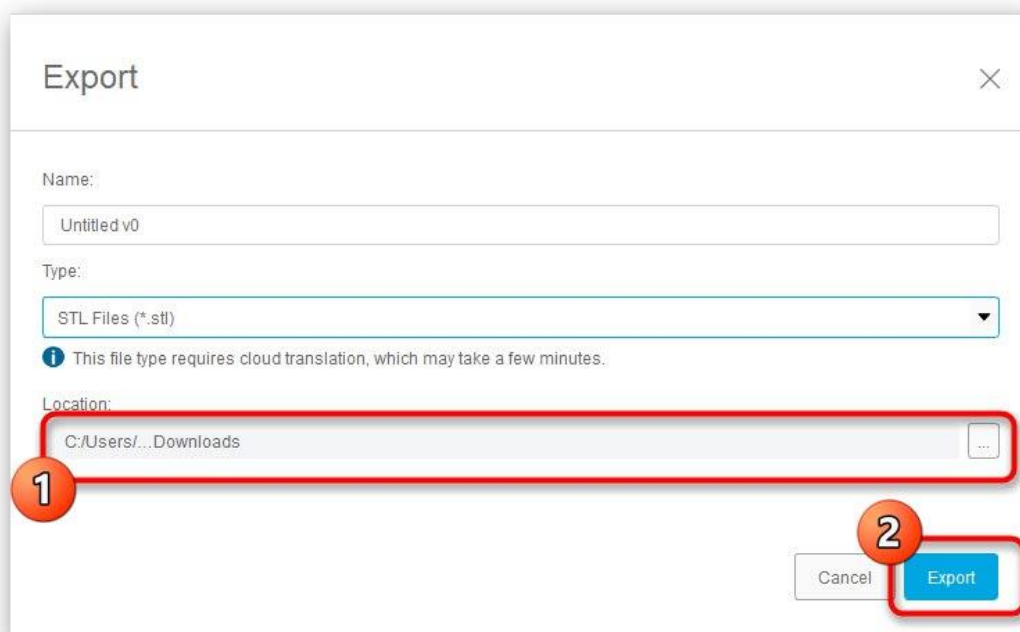 Export
Name:
Untitled v0
Type:
STL Files (*.stl)
This file type requires cloud translation, which may take a few minutes.
Location:
C:/Users/...Downloads
...
1
2
Cancel
Export